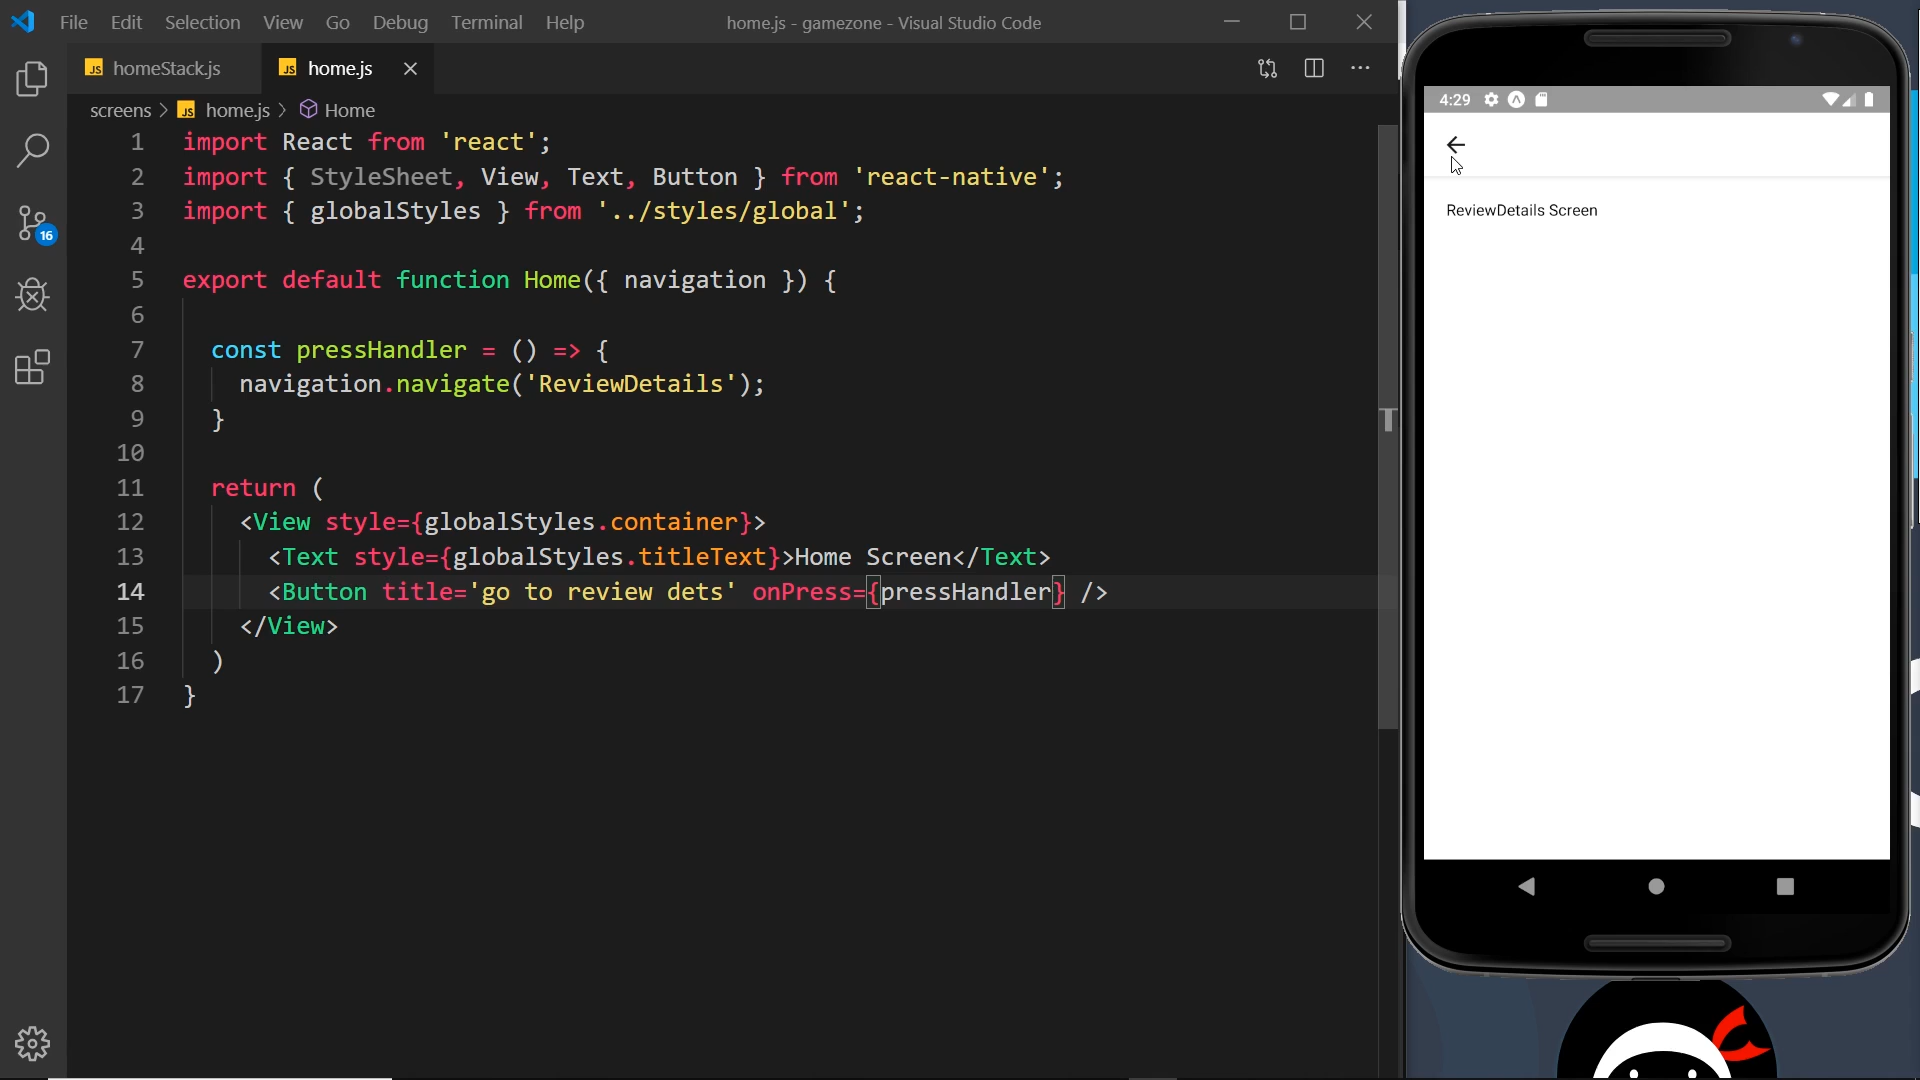 File Edit Selection View Go Debug Terminal Help home.js - gamezone - Visual Studio Code
JS homeStack.js JS home.js
screens > JS home.js > Home
1 import React from 'react';
2 import { StyleSheet, View, Text, Button } from 'react-native';
3 import { globalStyles } from '../styles/global';
4
5 export default function Home({ navigation }) {
6
7 const pressHandler = () => {
8 navigation.navigate('ReviewDetails');
9 }
10
11 return (
12 <View style={globalStyles.container}>
13 <Text style={globalStyles.titleText}>Home Screen</Text>
14 <Button title='go to review dets' onPress={pressHandler} />
15 </View>
16 )
17 }
16
4:29
ReviewDetails Screen